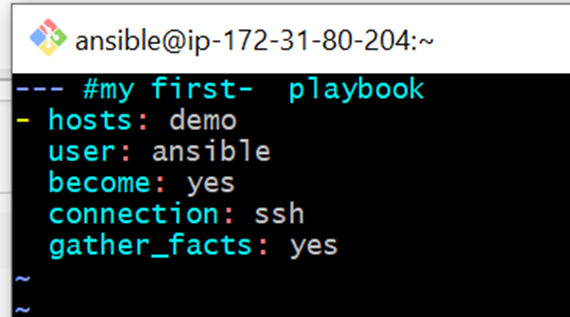 ansible@ip-172-31-80-204:~
--- #my first-  playbook
- hosts: demo
  user: ansible
  become: yes
  connection: ssh
  gather_facts: yes
~
~